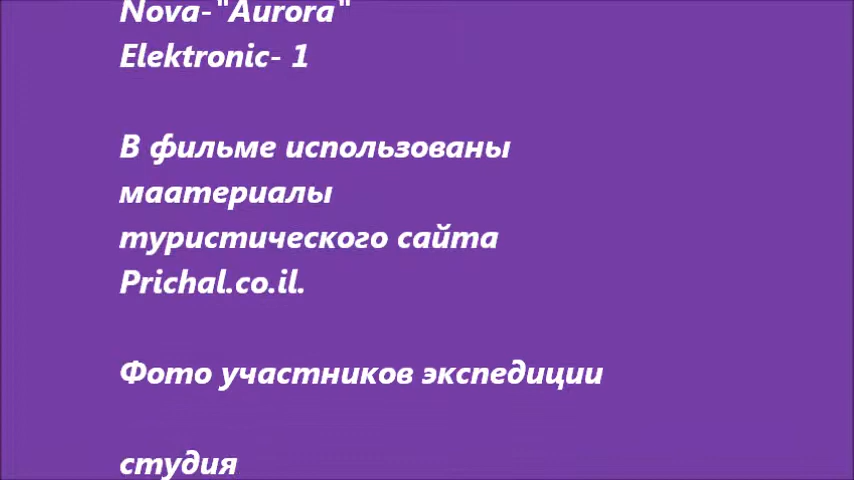 Nova-"Aurora"
Elektronic- 1
В фильме использованы
маатериалы
туристического сайта
Prichal.co.il.
Фото участников экспедиции
студия